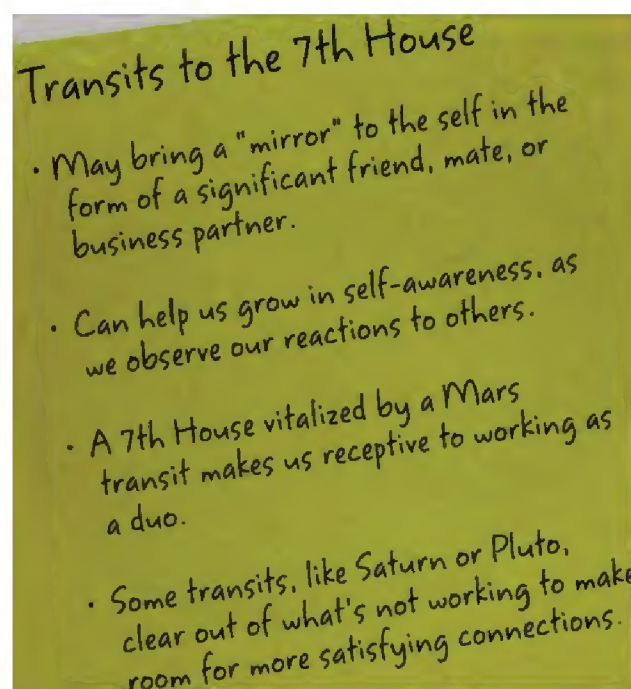 Transits to the 7th House
· May bring a "mirror" to the self in the
form of a significant friend, mate, or
business partner.
· Can help us grow in self-awareness, as
we observe our reactions to others.
· A 7th House vitalized by a Mars
transit makes us receptive to working as
a duo.
· Some transits, like Saturn or Pluto,
clear out of what's not working to make
room for more satisfying connections.